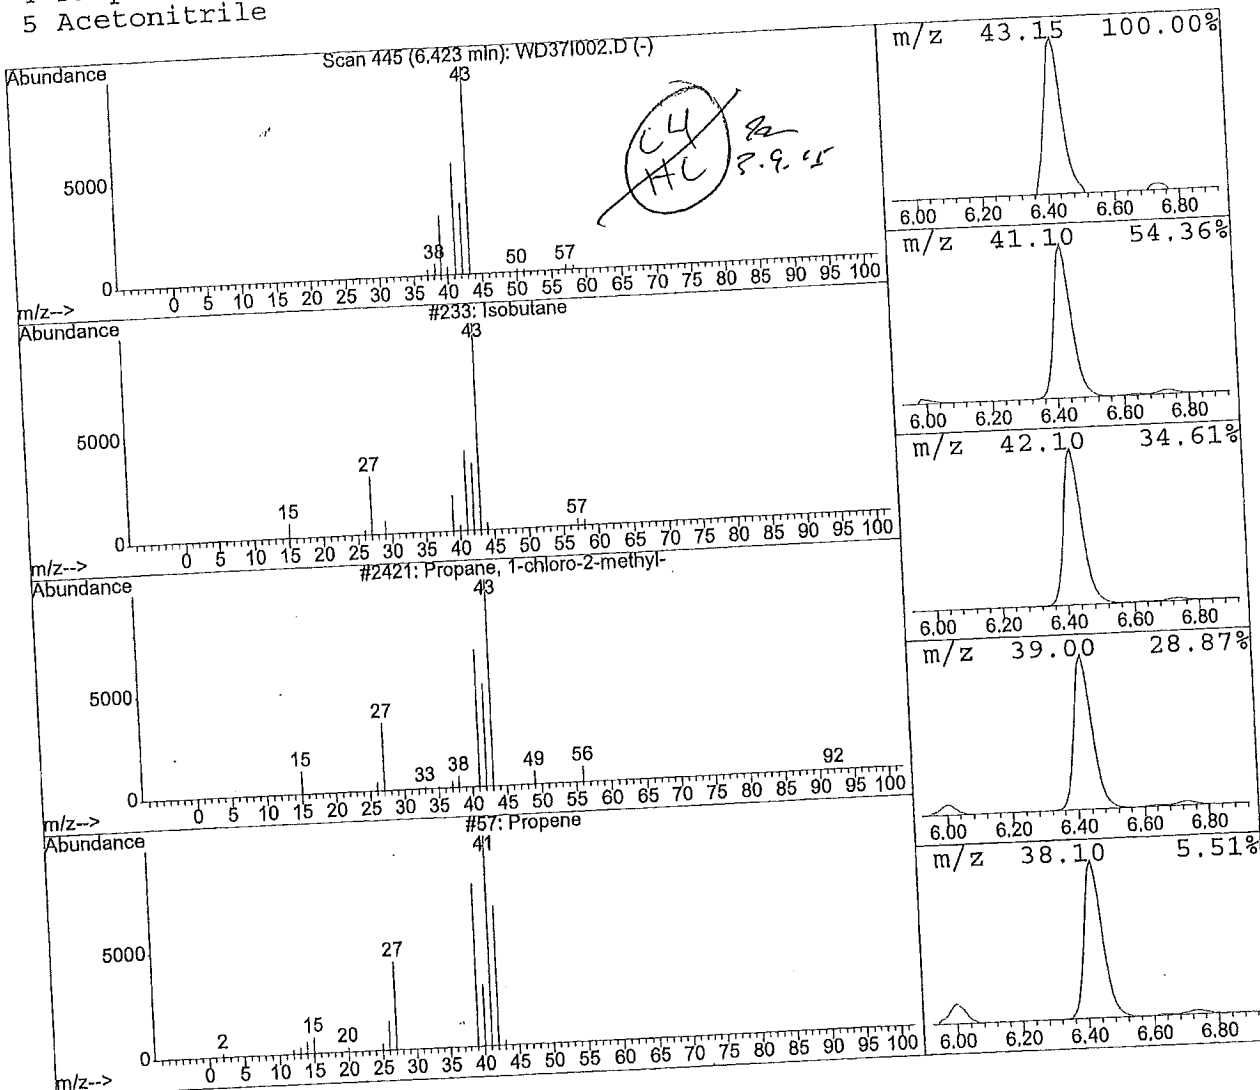 5 Acetonitrile
Abundance
Scan 445 (6.423 min): WD37I002.D (-)
43
5000
38
50
57
0
0 5 10 15 20 25 30 35 40 45 50 55 60 65 70 75 80 85 90 95 100
m/z-->
C4
HC
Abundance
#233: Isobutane
43
5000
27
15
57
0
0 5 10 15 20 25 30 35 40 45 50 55 60 65 70 75 80 85 90 95 100
m/z-->
Abundance
#2421: Propane, 1-chloro-2-methyl-
43
5000
27
15
33
38
49
56
92
0
0 5 10 15 20 25 30 35 40 45 50 55 60 65 70 75 80 85 90 95 100
m/z-->
Abundance
#57: Propene
41
5000
27
2
15
20
0
0 5 10 15 20 25 30 35 40 45 50 55 60 65 70 75 80 85 90 95 100
m/z-->
m/z 43.15 100.00%
6.00 6.20 6.40 6.60 6.80
m/z 41.10 54.36%
6.00 6.20 6.40 6.60 6.80
m/z 42.10 34.61%
6.00 6.20 6.40 6.60 6.80
m/z 39.00 28.87%
6.00 6.20 6.40 6.60 6.80
m/z 38.10 5.51%
6.00 6.20 6.40 6.60 6.80